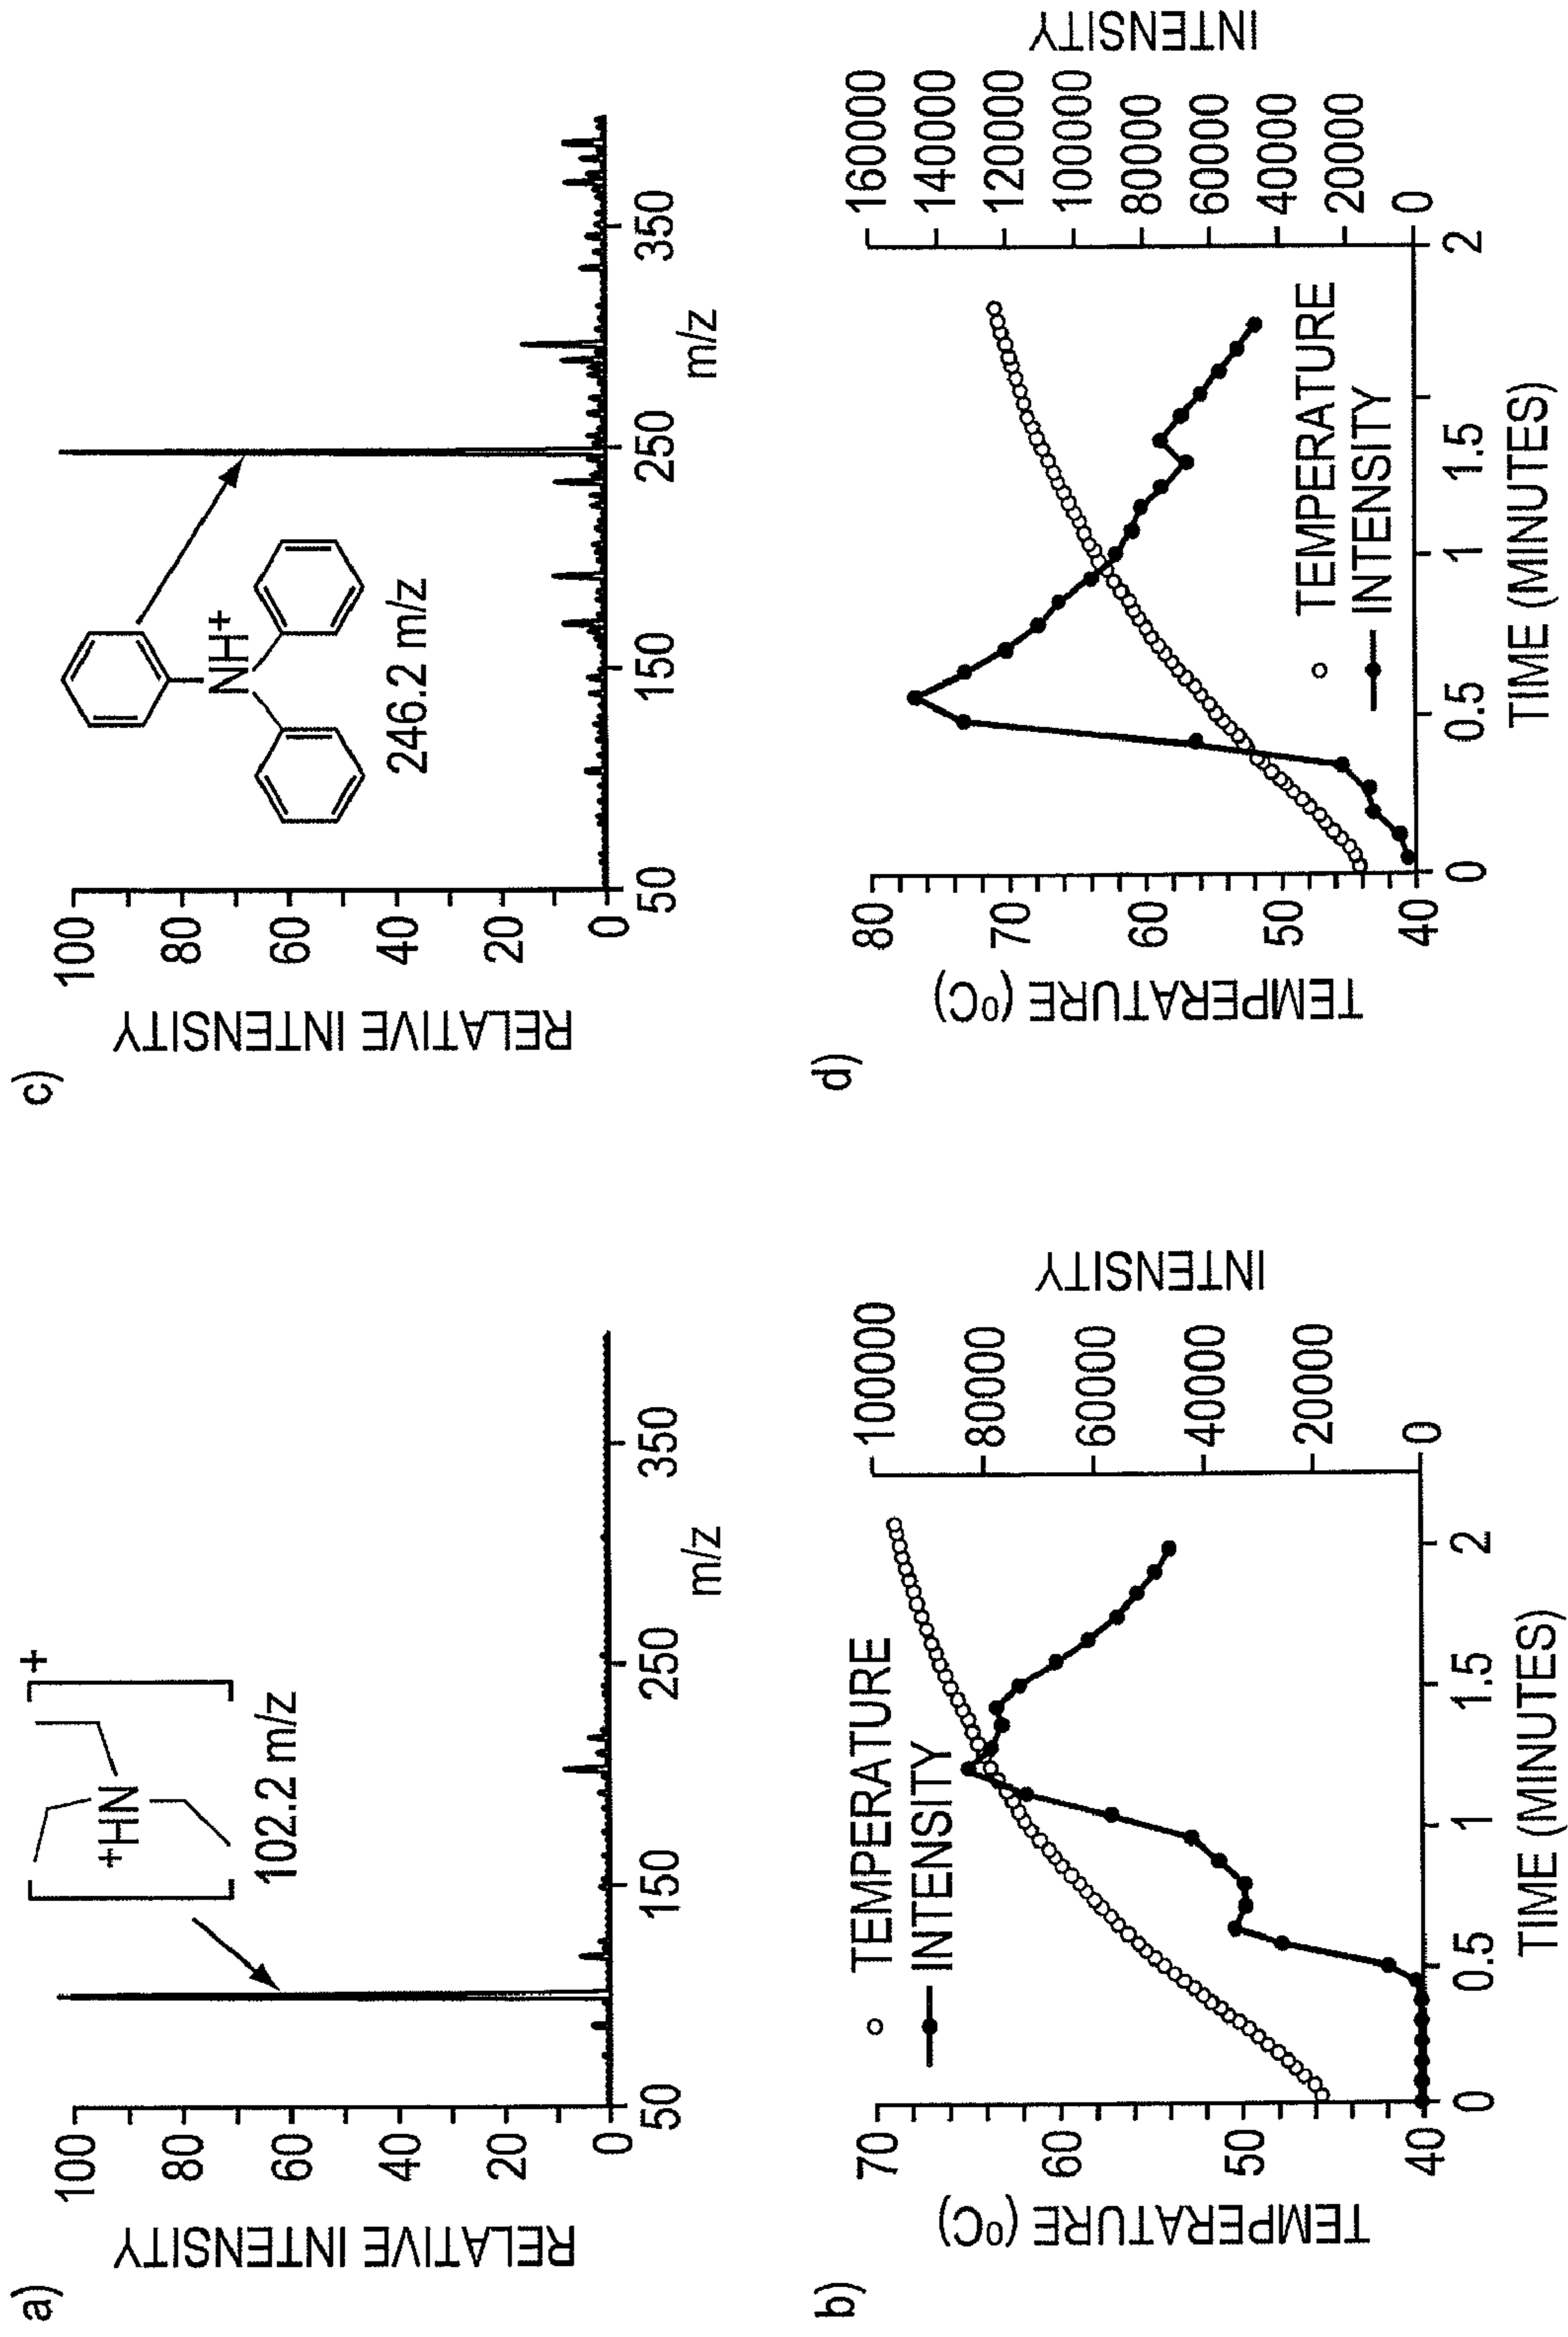 a)
RELATIVE INTENSITY
100
80
60
40
20
0
50
150
250
350
m/z
+HN
+
102.2 m/z
b)
TEMPERATURE (ºC)
70
60
50
40
TEMPERATURE
INTENSITY
INTENSITY
100000
80000
60000
40000
20000
0
0
0.5
1
1.5
2
TIME (MINUTES)
c)
RELATIVE INTENSITY
100
80
60
40
20
0
50
150
250
350
m/z
NH+
246.2 m/z
d)
TEMPERATURE (ºC)
80
70
60
50
40
TEMPERATURE
INTENSITY
INTENSITY
160000
140000
120000
100000
80000
60000
40000
20000
0
0
0.5
1
1.5
2
TIME (MINUTES)